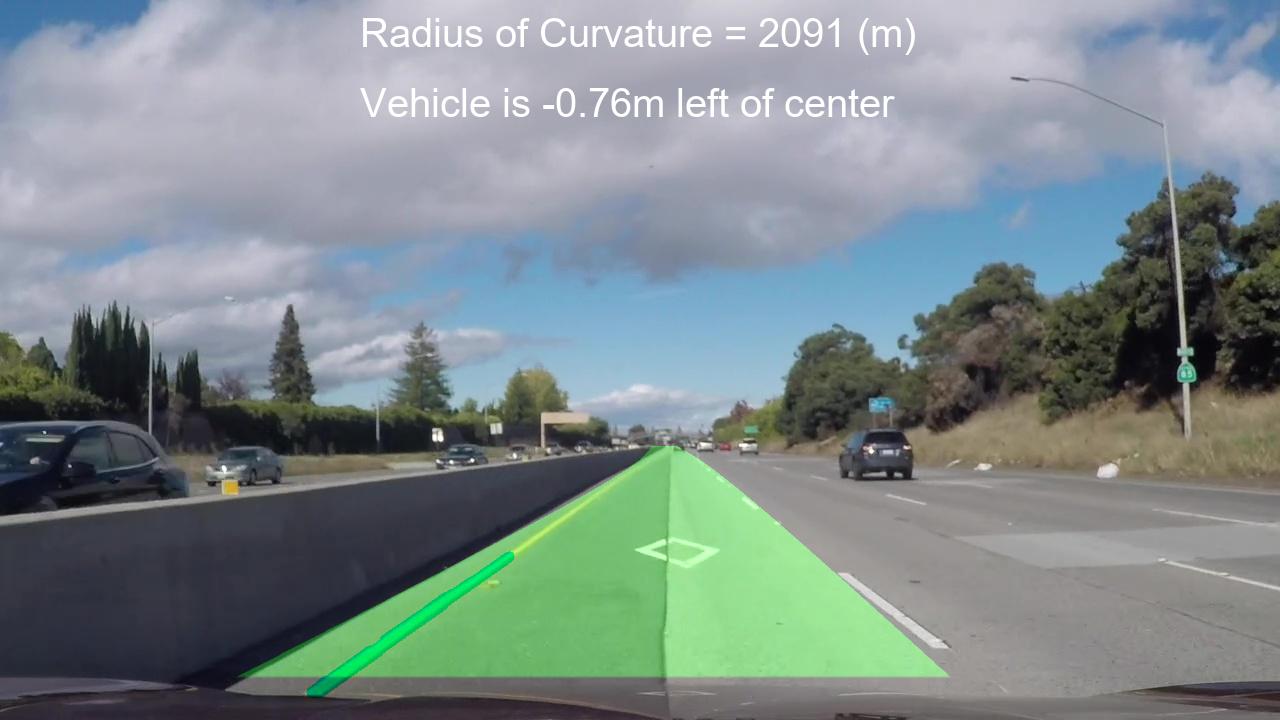 Radius of Curvature = 2091 (m)
Vehicle is -0.76m left of center